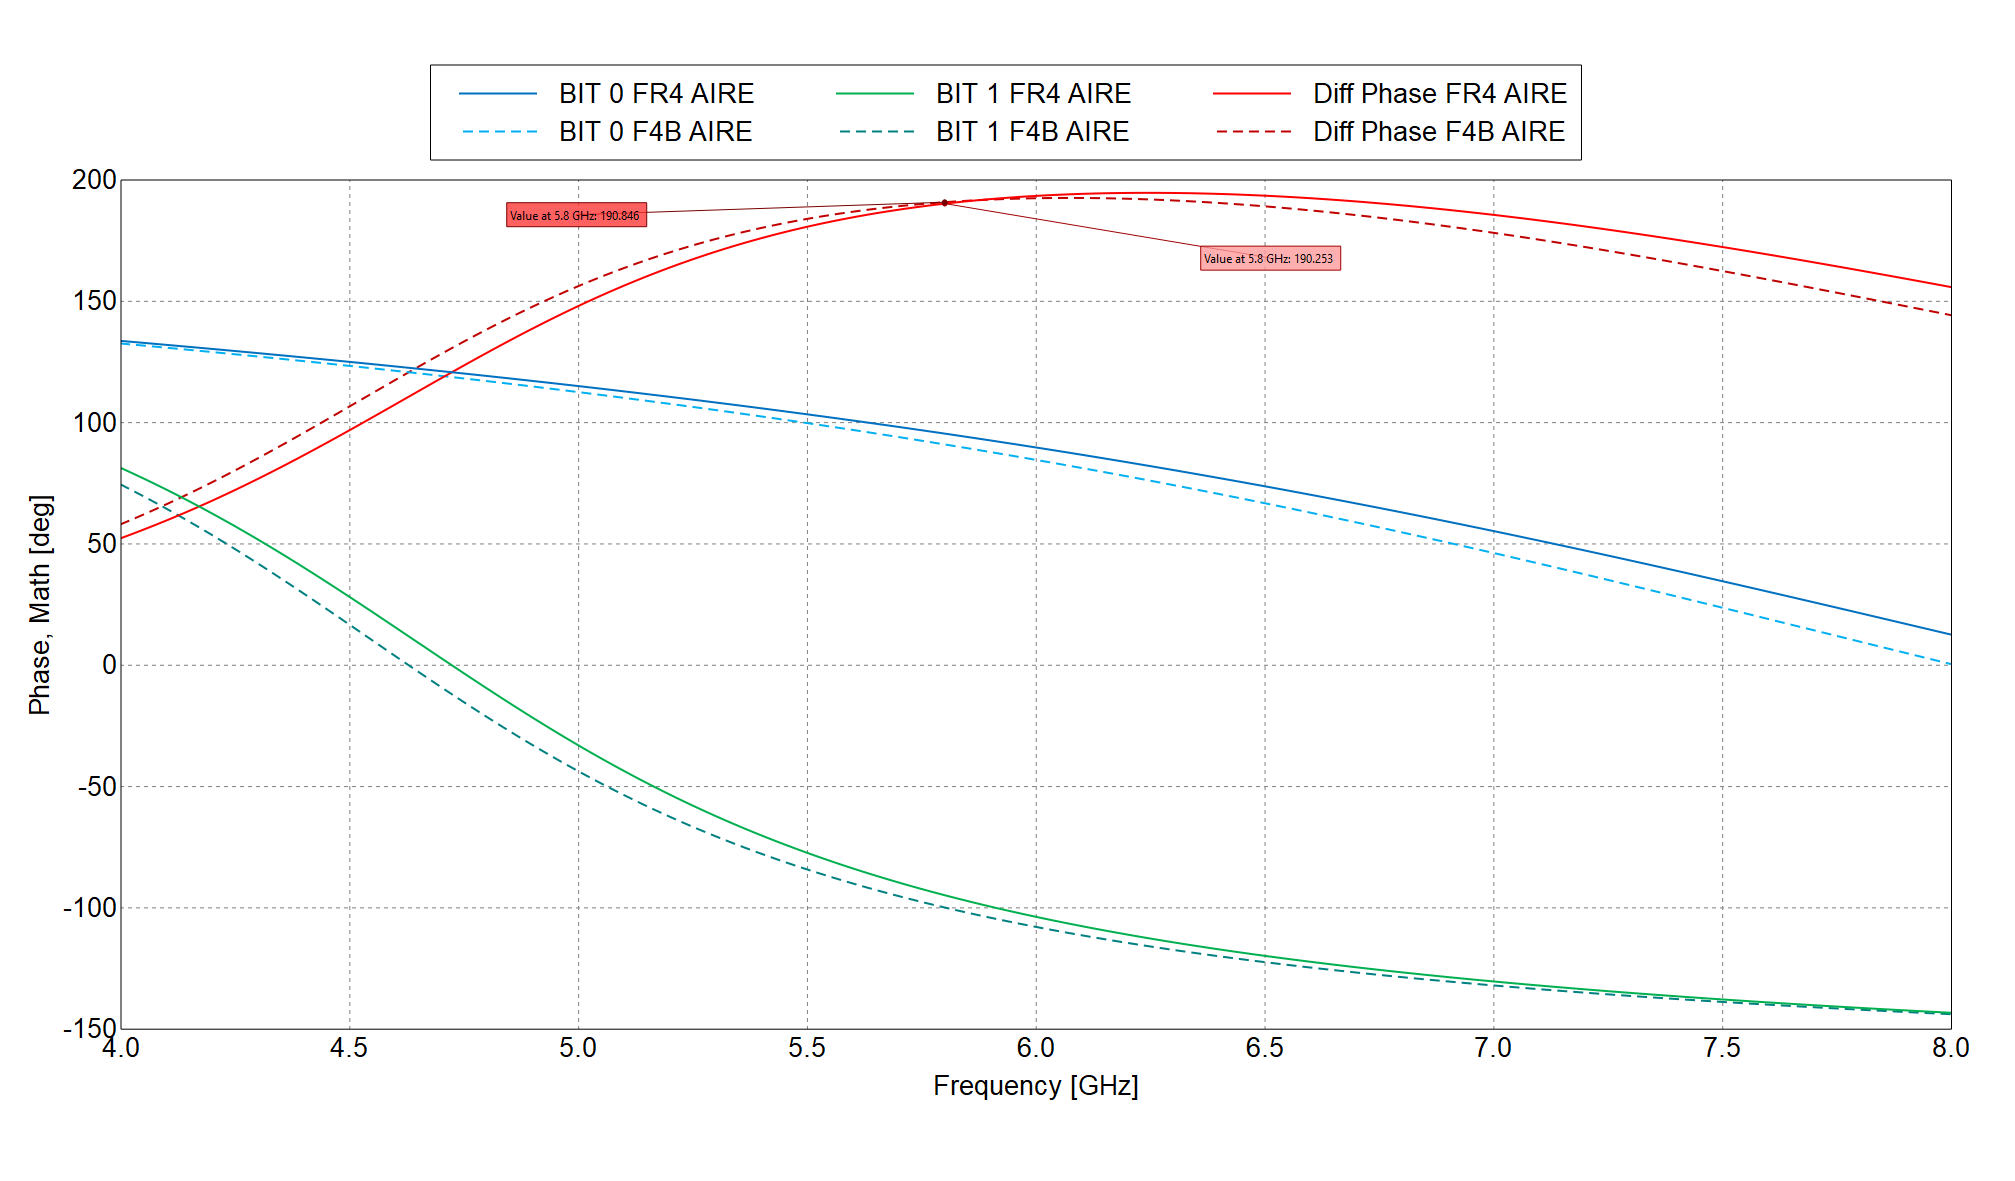 BIT 0 FR4 AIRE BIT 1 FR4 AIRE Diff Phase FR4 AIRE
BIT 0 F4B AIRE BIT 1 F4B AIRE Diff Phase F4B AIRE
200
150
100
50
0
-50
-100
-150
Phase, Math [deg]
Value at 5.8 GHz: 190.846
Value at 5.8 GHz: 190.253
4.0 4.5 5.0 5.5 6.0 6.5 7.0 7.5 8.0
Frequency [GHz]